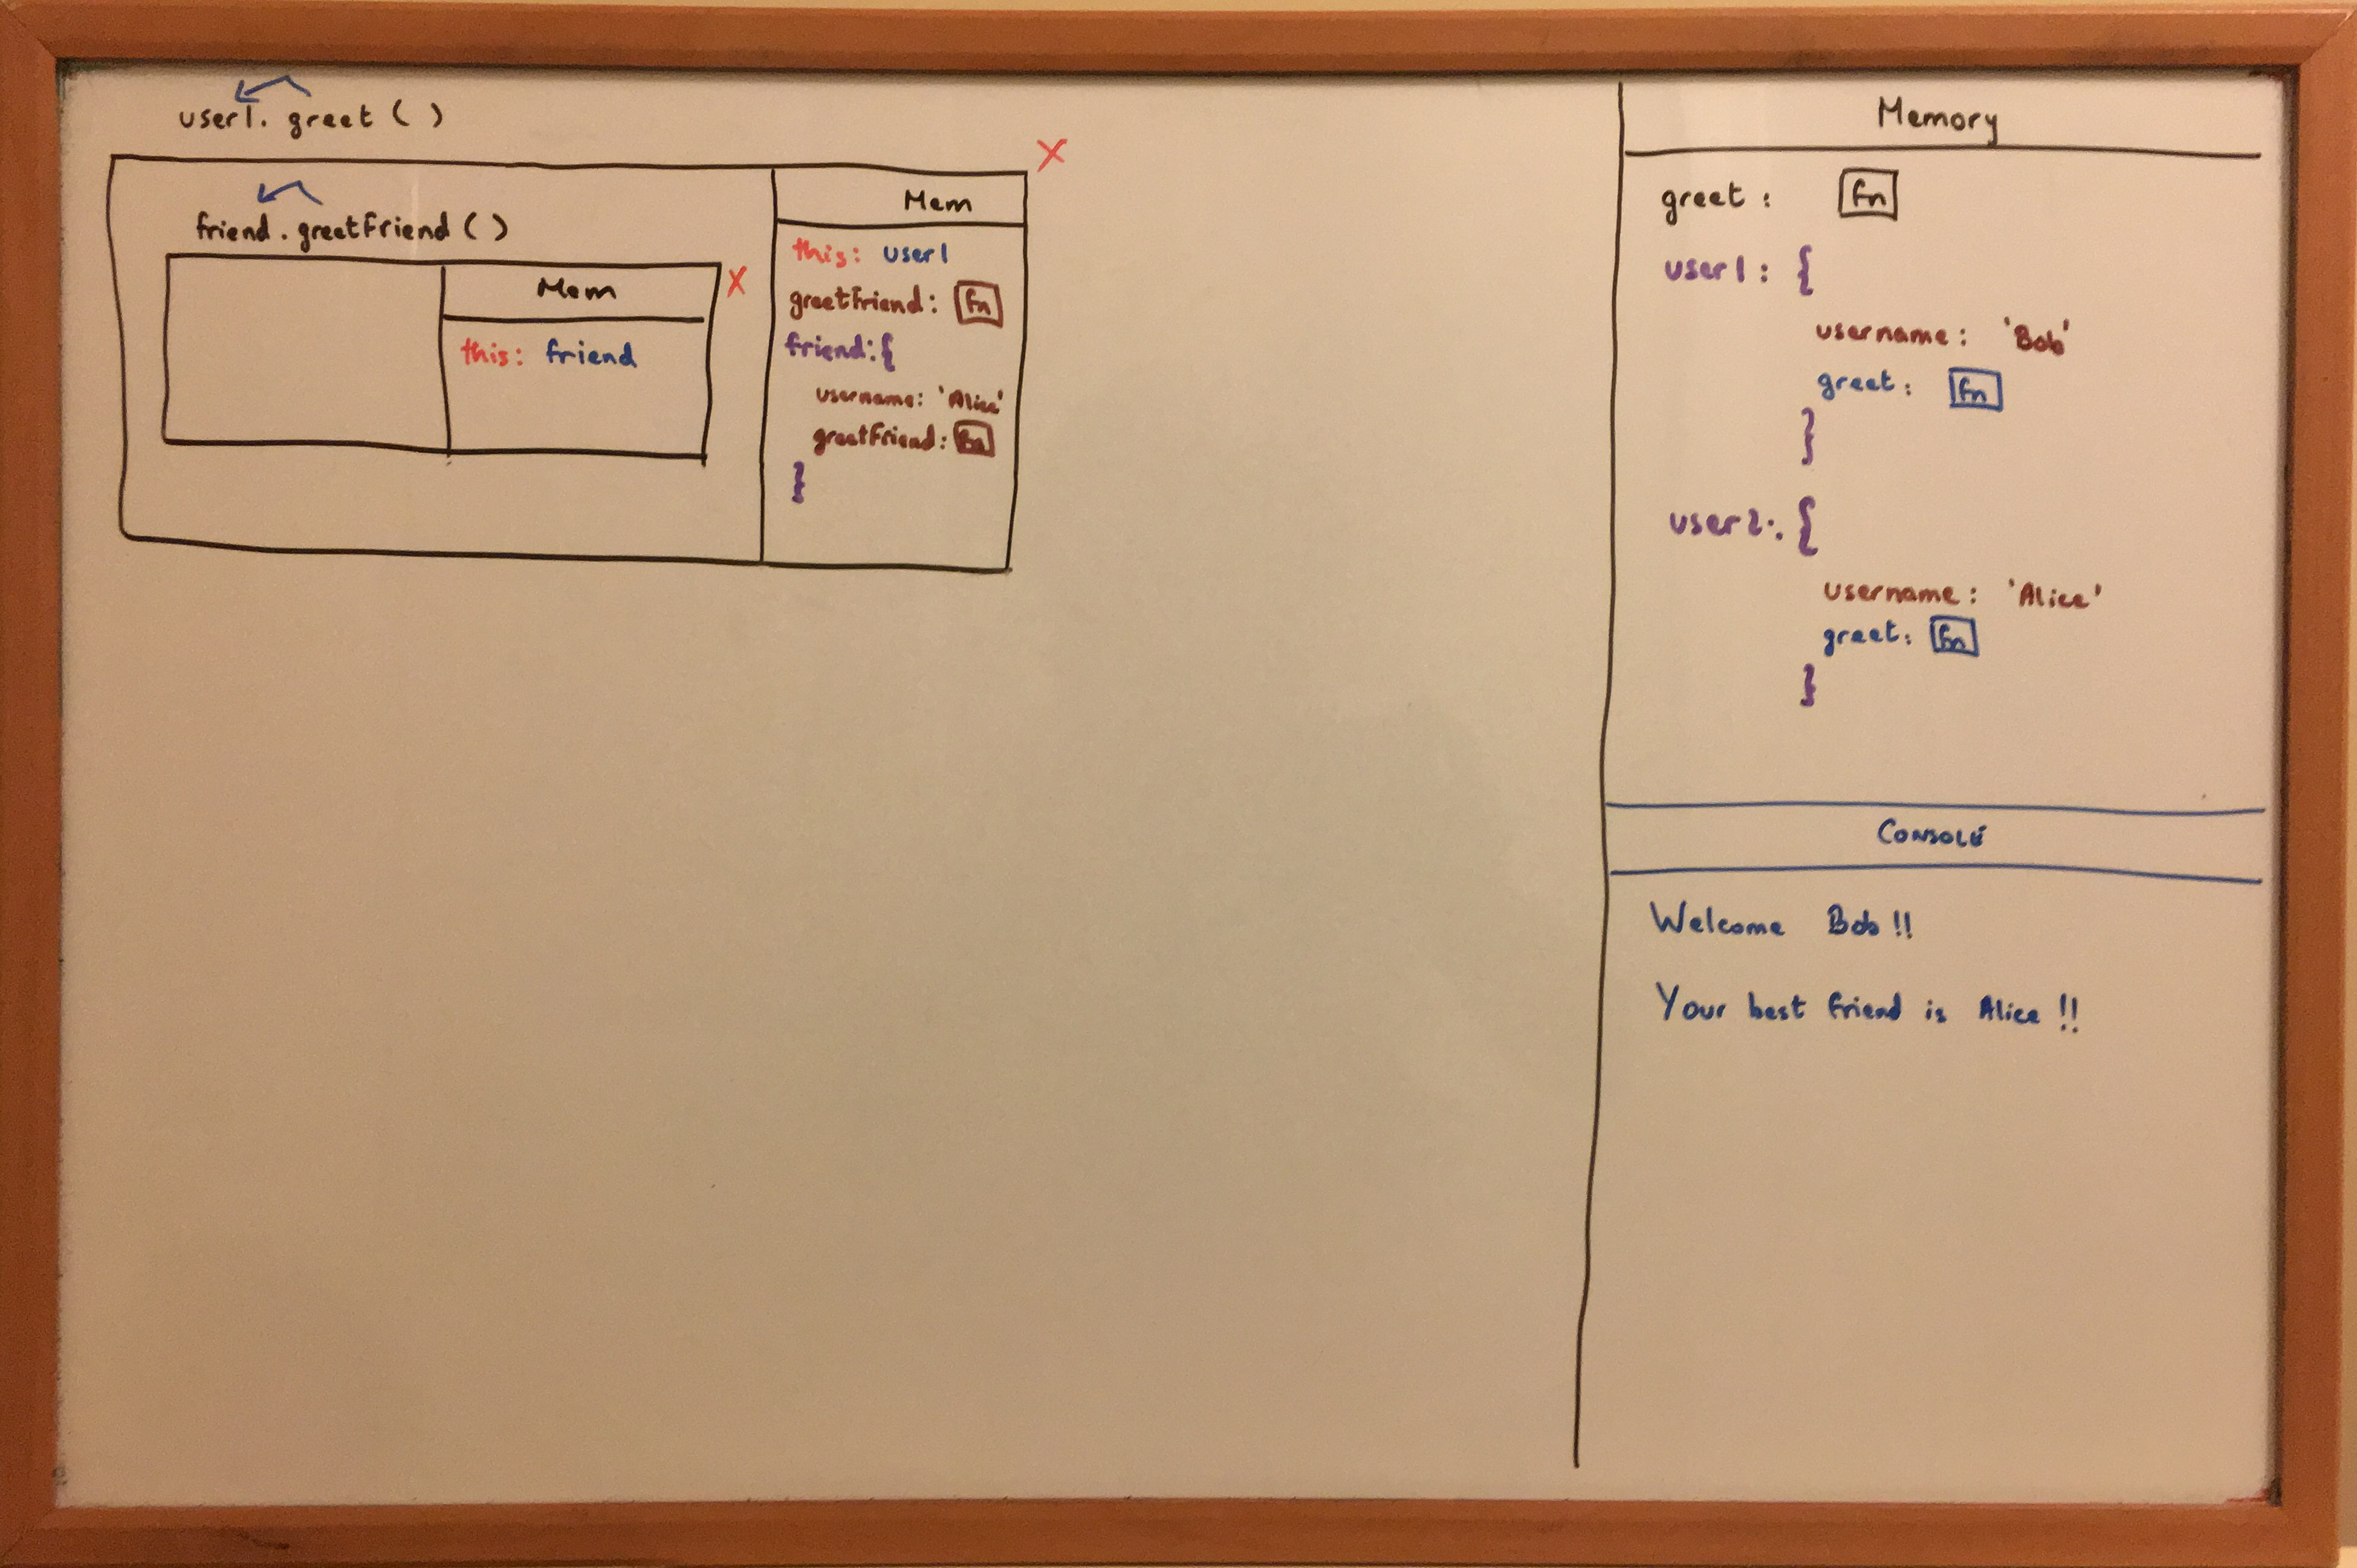 user1. greet ( )
X
friend . greetFriend ( )
X
Mem
this: friend
Mem
this: user1
greetFriend: fn
friend: {
username: 'Alice'
greetFriend: fn
}
Memory
greet : fn
user1 : {
username : 'Bob'
greet : fn
}
user2: {
username : 'Alice'
greet: fn
}
CONSOLE
Welcome Bob !!
Your best friend is Alice !!